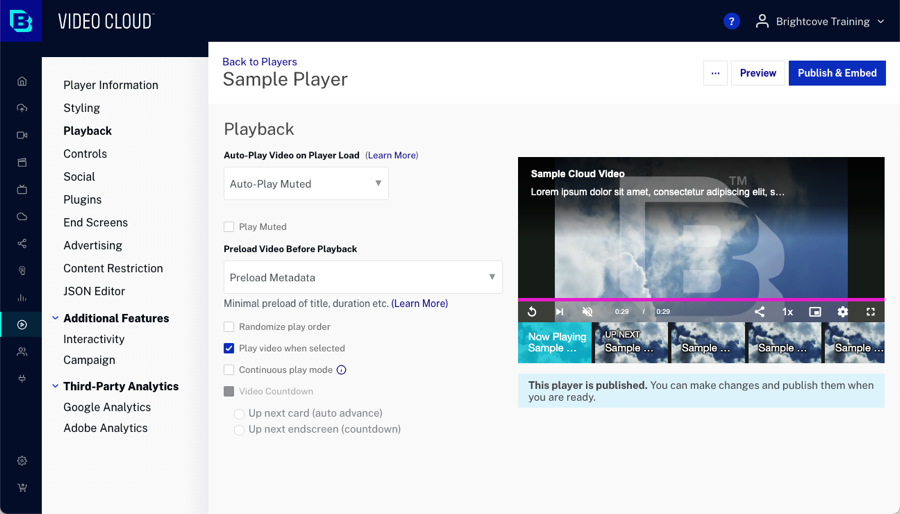 VIDEO CLOUD™
?
Brightcove Training
Back to Players
Sample Player
...
Preview
Publish & Embed
Player Information
Styling
Playback
Controls
Social
Plugins
End Screens
Advertising
Content Restriction
JSON Editor
Additional Features
Interactivity
Campaign
Third-Party Analytics
Google Analytics
Adobe Analytics
Playback
Auto-Play Video on Player Load (Learn More)
Auto-Play Muted
Play Muted
Preload Video Before Playback
Preload Metadata
Minimal preload of title, duration etc. (Learn More)
Randomize play order
Play video when selected
Continuous play mode
Video Countdown
Up next card (auto advance)
Up next endscreen (countdown)
Sample Cloud Video
Lorem ipsum dolor sit amet, consectetur adipiscing elit, s...
TM
0:29 / 0:29
1x
Now Playing
Sample ...
UP NEXT
Sample ...
Sample ...
Sample ...
Sample ...
This player is published. You can make changes and publish them when
you are ready.